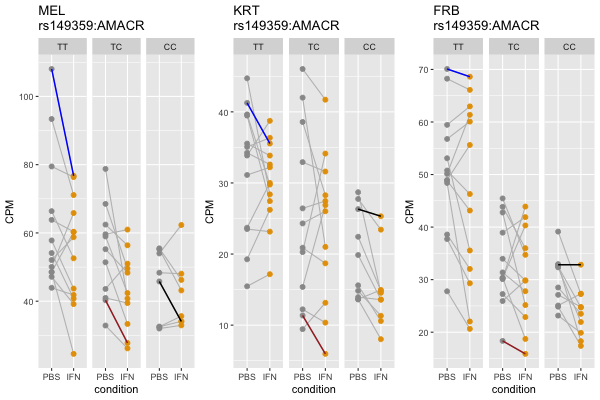 MEL
rs149359:AMACR
TT TC CC
CPM
100
80
60
40
PBS IFN PBS IFN PBS IFN
condition
KRT
rs149359:AMACR
TT TC CC
CPM
40
30
20
10
PBS IFN PBS IFN PBS IFN
condition
FRB
rs149359:AMACR
TT TC CC
CPM
70
60
50
40
30
20
PBS IFN PBS IFN PBS IFN
condition